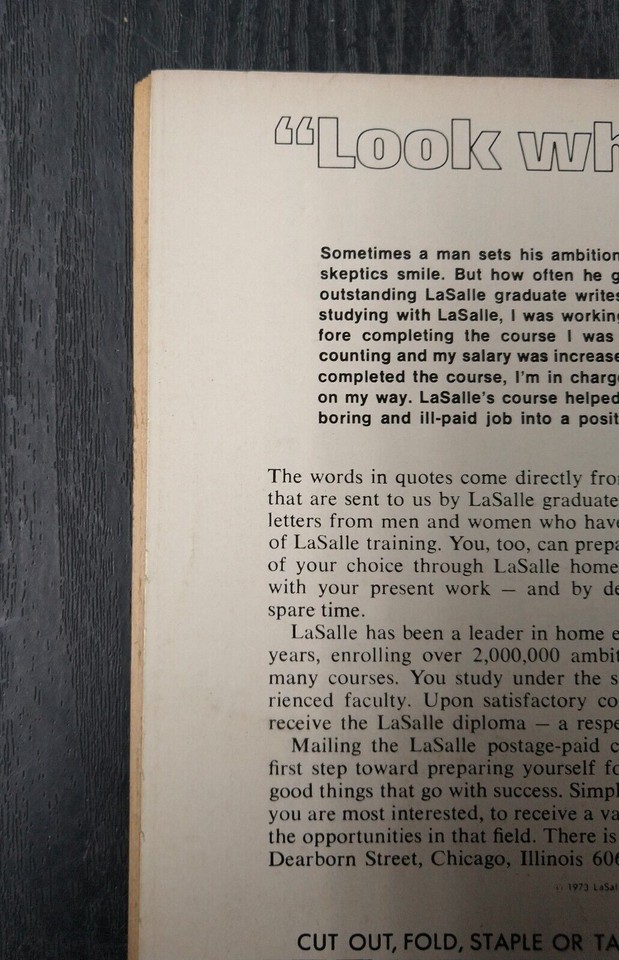 “Look wh
Sometimes a man sets his ambition
skeptics smile. But how often he g
outstanding LaSalle graduate writes
studying with LaSalle, I was working
fore completing the course I was
counting and my salary was increase
completed the course, I'm in charg
on my way. LaSalle's course helped
boring and ill-paid job into a posit
The words in quotes come directly fro
that are sent to us by LaSalle graduate
letters from men and women who have
of LaSalle training. You, too, can prepa
of your choice through LaSalle home
with your present work — and by de
spare time.
LaSalle has been a leader in home e
years, enrolling over 2,000,000 ambit
many courses. You study under the s
rienced faculty. Upon satisfactory co
receive the LaSalle diploma — a respe
Mailing the LaSalle postage-paid c
first step toward preparing yourself fo
good things that go with success. Simpl
you are most interested, to receive a va
the opportunities in that field. There is
Dearborn Street, Chicago, Illinois 606
© 1973 LaSal
CUT OUT, FOLD, STAPLE OR TA